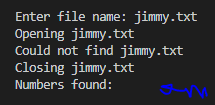 Enter file name: jimmy.txt
Opening jimmy.txt
Could not find jimmy.txt
Closing jimmy.txt
Numbers found: